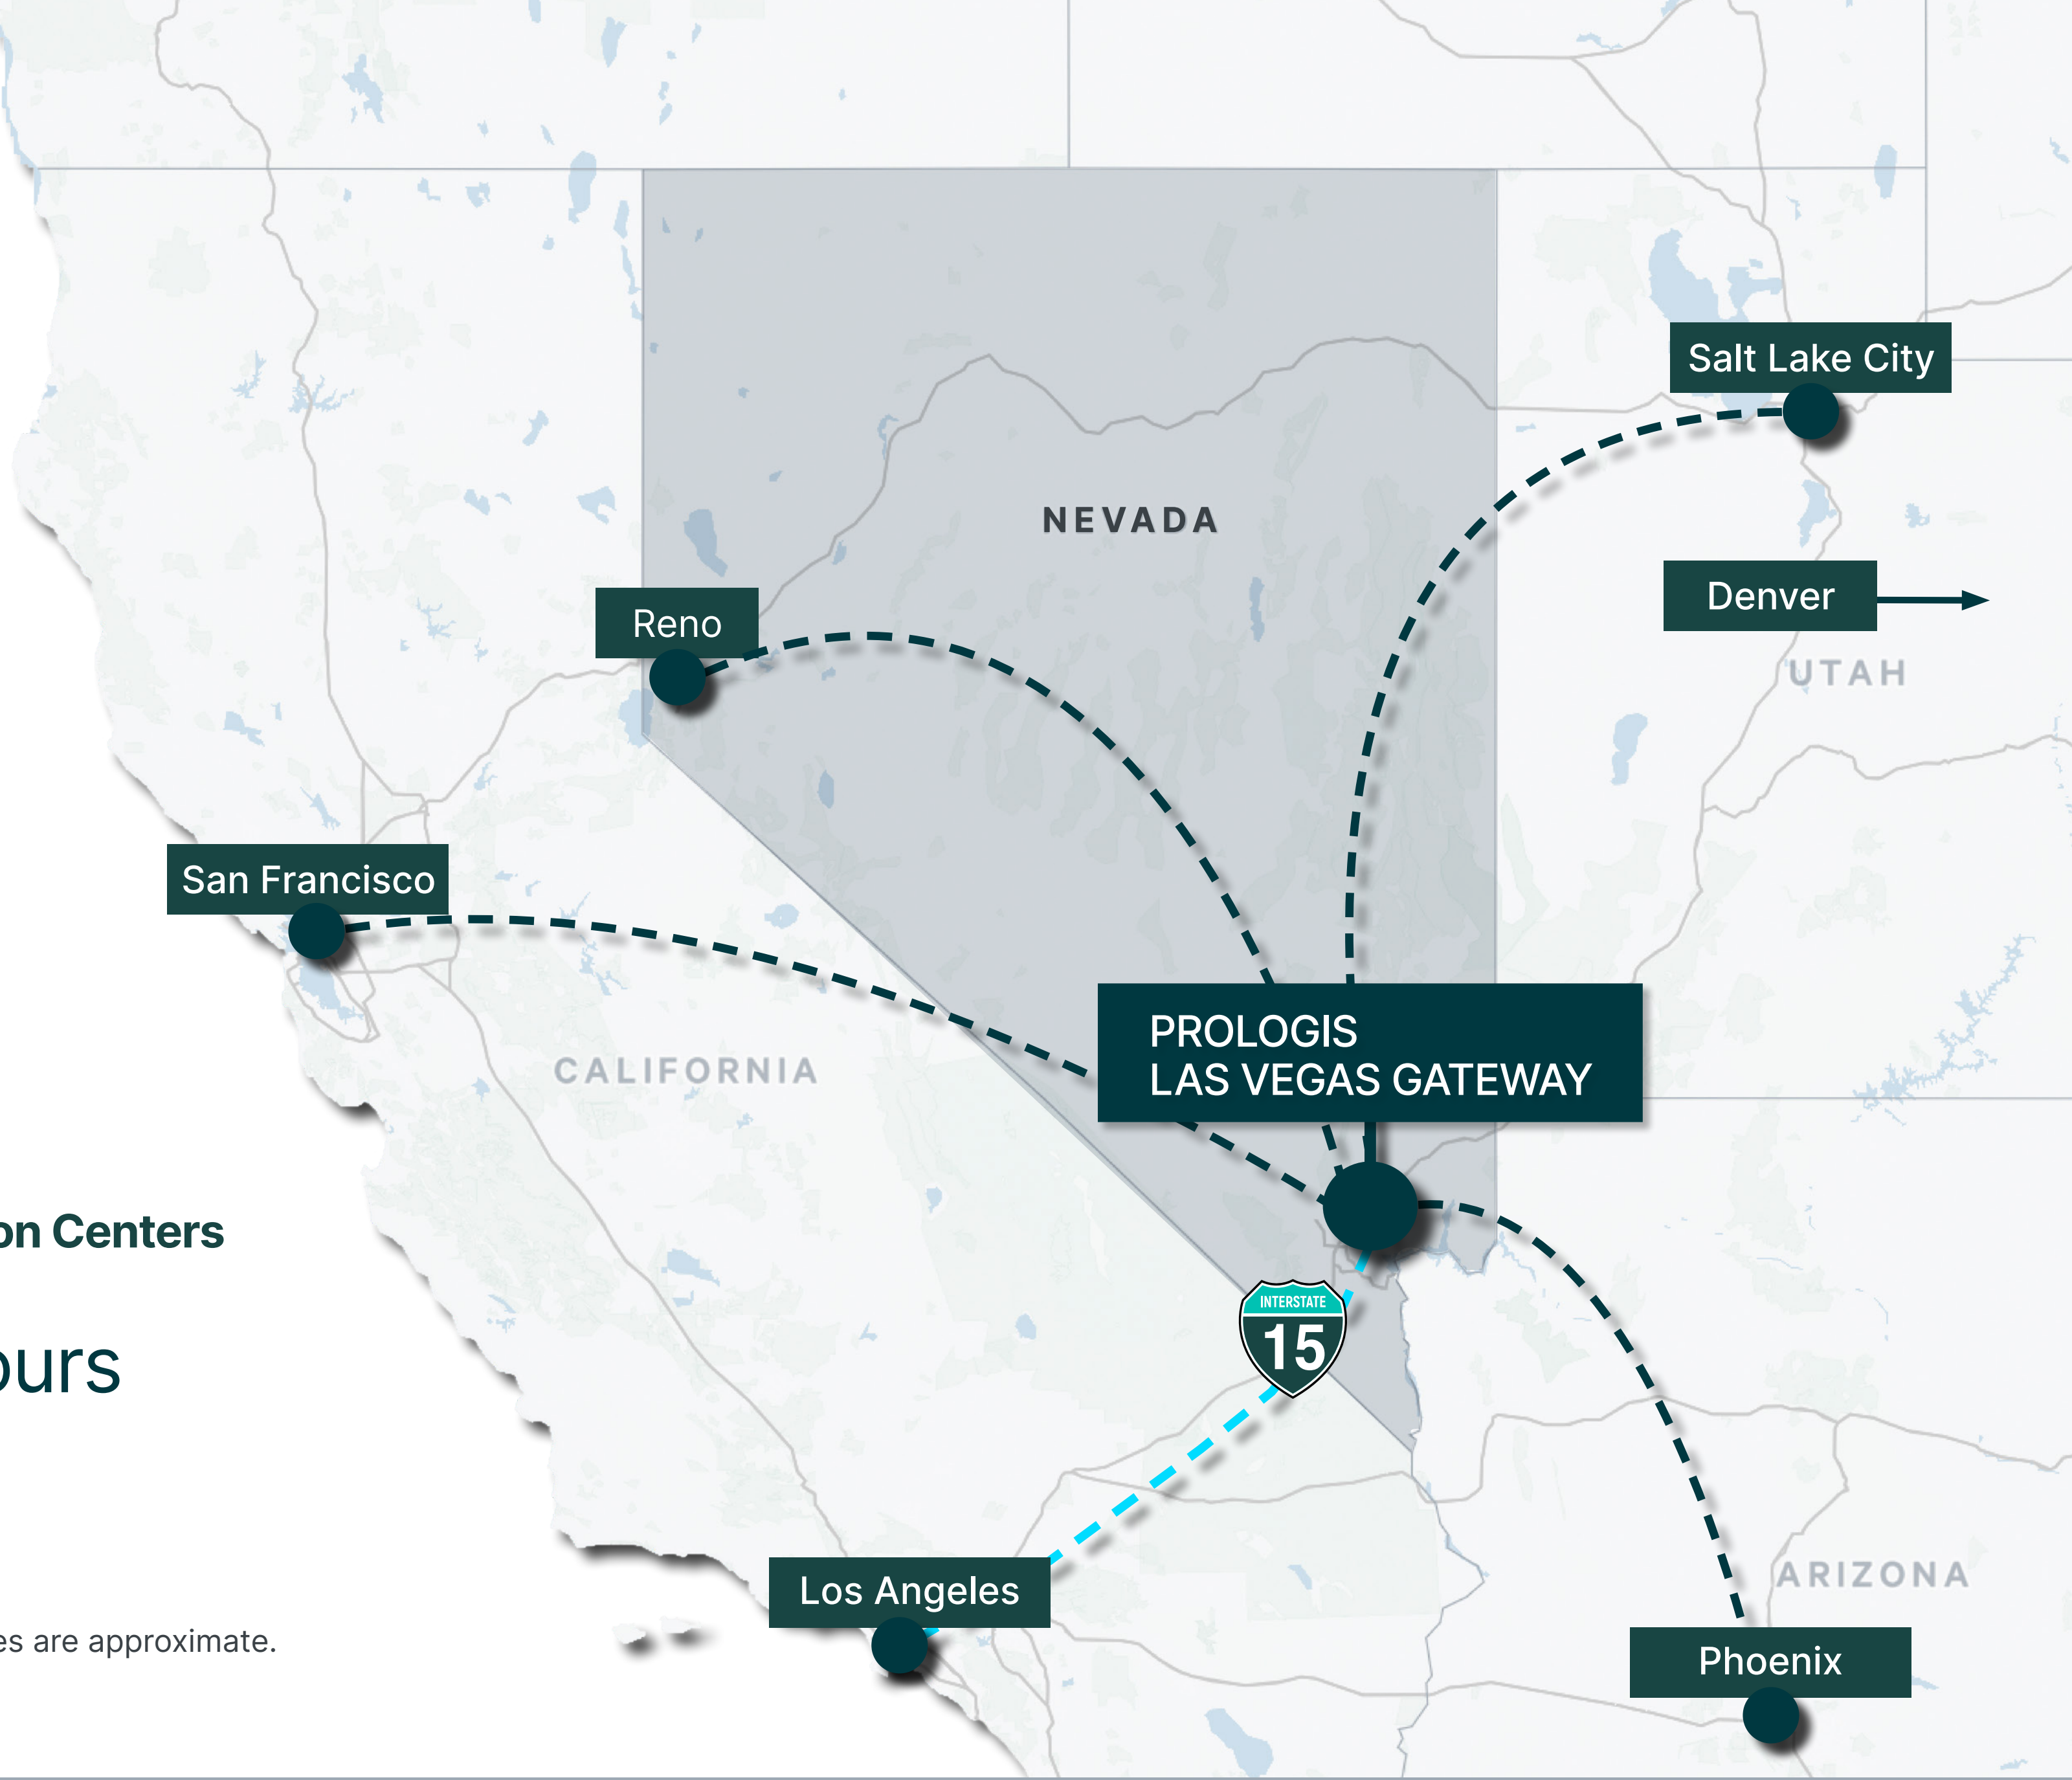 Salt Lake City
NEVADA
Denver
Reno
UTAH
San Francisco
PROLOGIS
LAS VEGAS GATEWAY
CALIFORNIA
on Centers
INTERSTATE
15
ours
Los Angeles
ARIZONA
es are approximate.
Phoenix